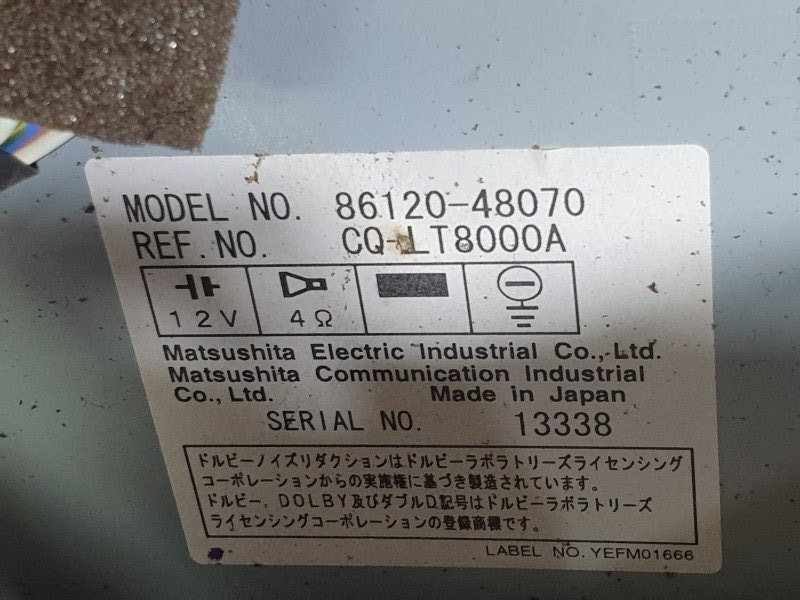 MODEL NO. 86120-48070
REF. NO. CQ-LT8000A
12V 4Ω
Matsushita Electric Industrial Co., Ltd.
Matsushita Communication Industrial
Co., Ltd. Made in Japan
SERIAL NO. 13338
ドルビーノイズリダクションはドルビーラボラトリーズライセンシング
コーポレーションからの実施権に基づき製造されています。
ドルビー, DOLBY及びダブルD記号はドルビーラボラトリーズ
ライセンシングコーポレーションの登録商標です。
LABEL NO. YEFM01666